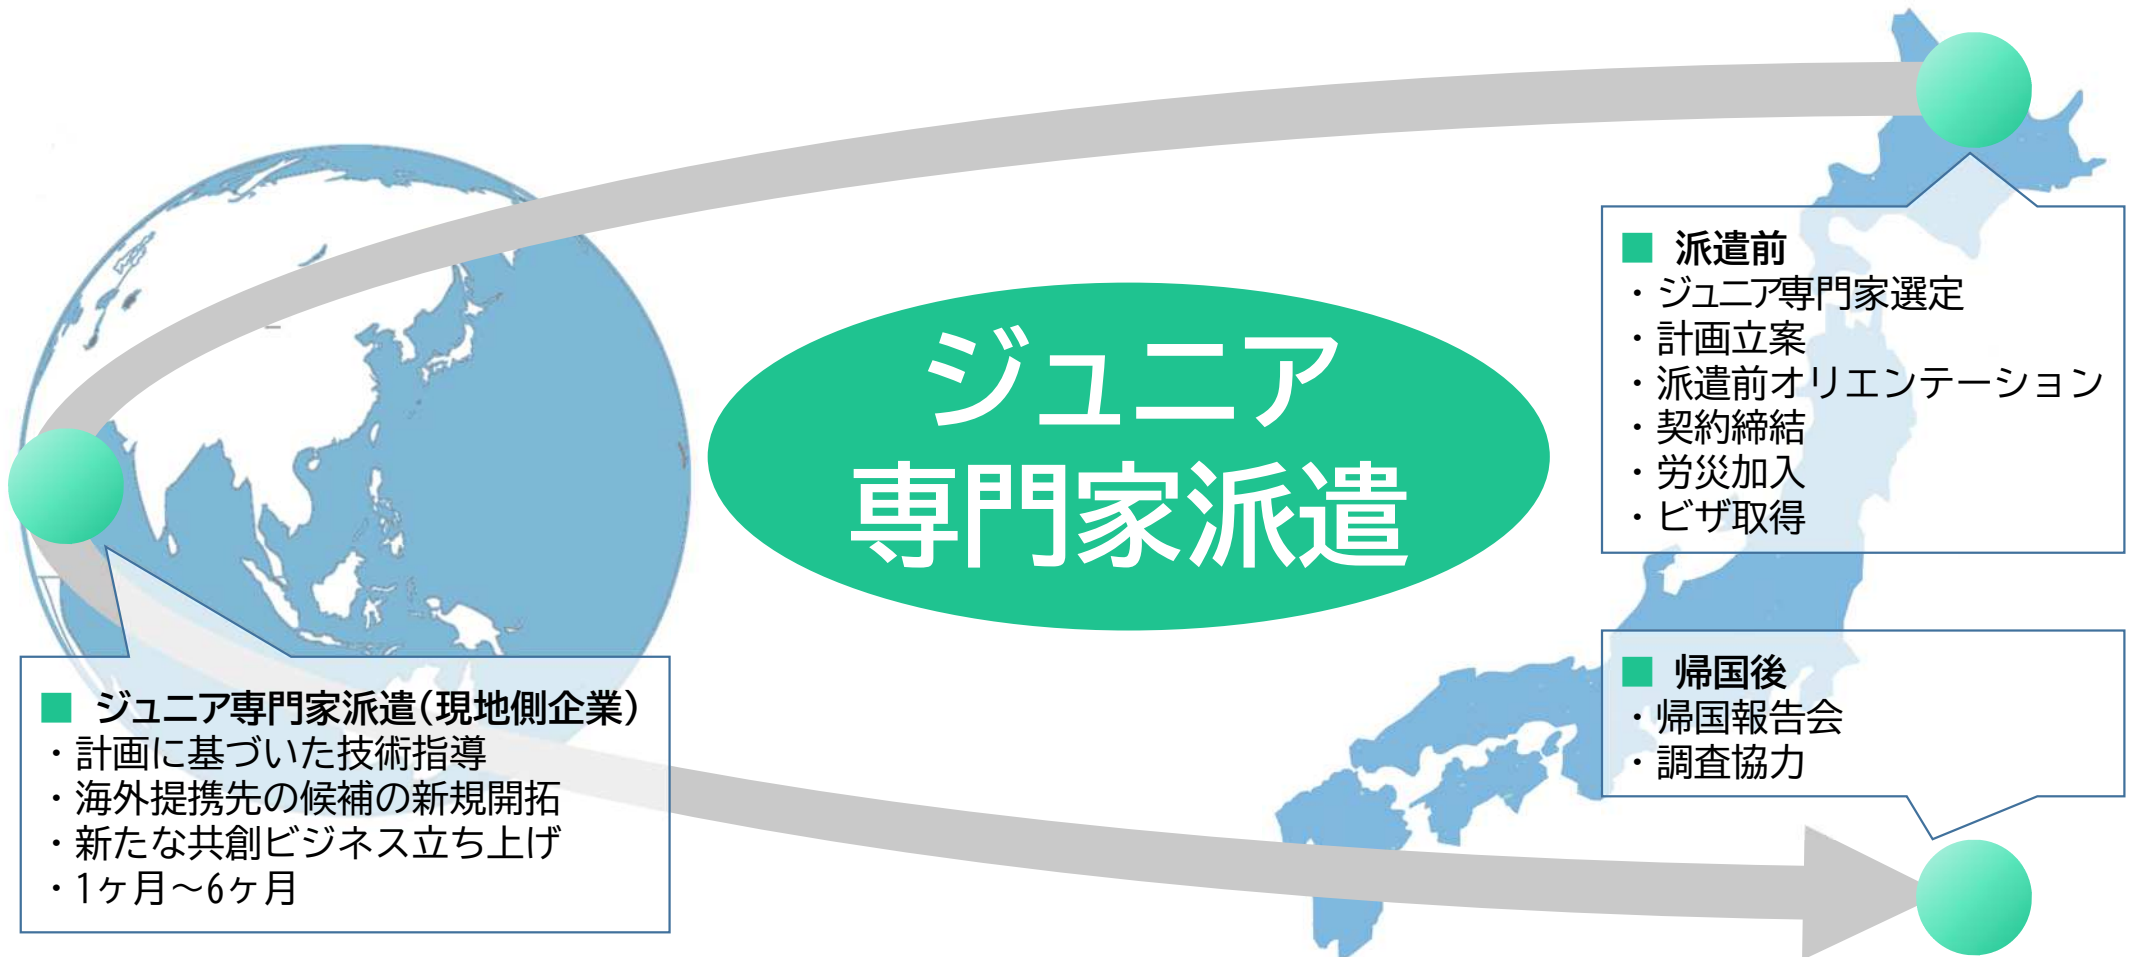 ジュニア
専門家派遣
■ 派遣前
・ジュニア専門家選定
・計画立案
・派遣前オリエンテーション
・契約締結
・労災加入
・ビザ取得
■ ジュニア専門家派遣(現地側企業)
・計画に基づいた技術指導
・海外提携先の候補の新規開拓
・新たな共創ビジネス立ち上げ
・1ヶ月～6ヶ月
■ 帰国後
・帰国報告会
・調査協力